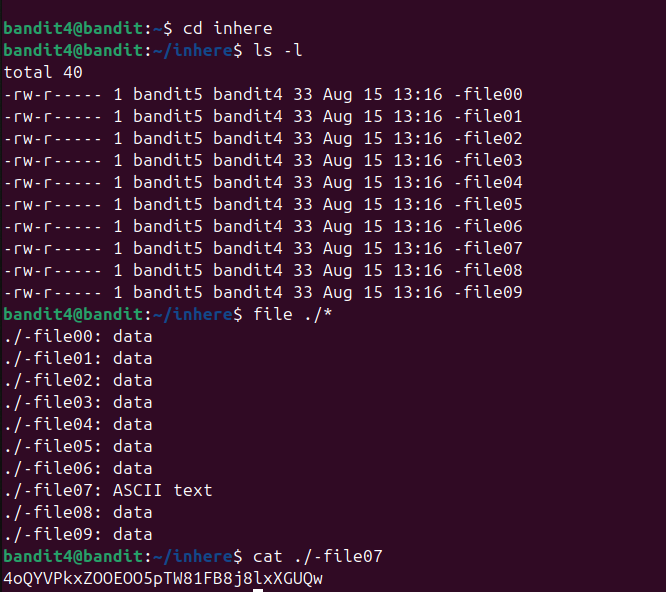 bandit4@bandit:~$ cd inhere
bandit4@bandit:~/inhere$ ls -l
total 40
-rw-r----- 1 bandit5 bandit4 33 Aug 15 13:16 -file00
-rw-r----- 1 bandit5 bandit4 33 Aug 15 13:16 -file01
-rw-r----- 1 bandit5 bandit4 33 Aug 15 13:16 -file02
-rw-r----- 1 bandit5 bandit4 33 Aug 15 13:16 -file03
-rw-r----- 1 bandit5 bandit4 33 Aug 15 13:16 -file04
-rw-r----- 1 bandit5 bandit4 33 Aug 15 13:16 -file05
-rw-r----- 1 bandit5 bandit4 33 Aug 15 13:16 -file06
-rw-r----- 1 bandit5 bandit4 33 Aug 15 13:16 -file07
-rw-r----- 1 bandit5 bandit4 33 Aug 15 13:16 -file08
-rw-r----- 1 bandit5 bandit4 33 Aug 15 13:16 -file09
bandit4@bandit:~/inhere$ file ./*
./-file00: data
./-file01: data
./-file02: data
./-file03: data
./-file04: data
./-file05: data
./-file06: data
./-file07: ASCII text
./-file08: data
./-file09: data
bandit4@bandit:~/inhere$ cat ./-file07
4oQYVPkxZOOEOO5pTW81FB8j8lxXGUQw